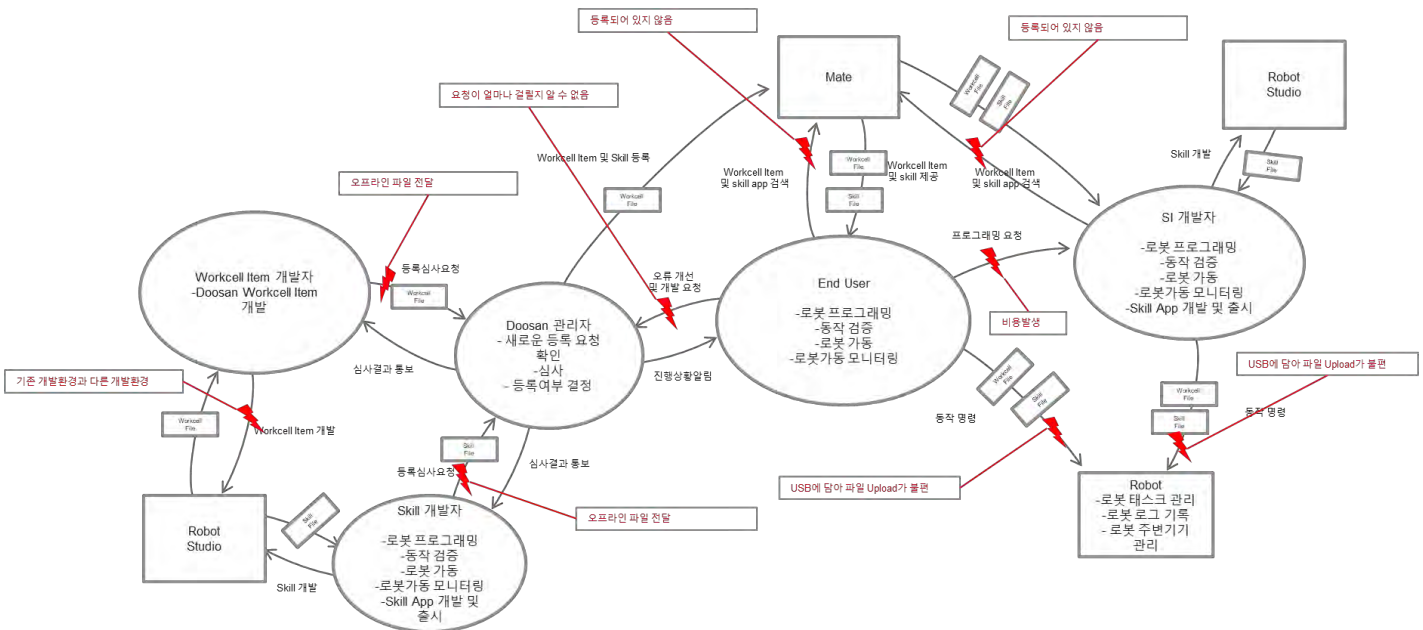 등록되어 있지 않음
등록되어 있지 않음
Mate
Robot
Studio
요청이 얼마나 걸릴지 알 수 없음
Workcell
File
Skill
File
Skill 개발
Skill
File
Workcell Item 및 Skill 등록
Workcell Item
및 skill app 검색
Workcell
File
Skill
File
Workcell Item
및 skill 제공
Workcell Item
및 skill app 검색
오프라인 파일 전달
Workcell
File
SI 개발자
-로봇 프로그래밍
-동작 검증
-로봇 가동
-로봇가동 모니터링
-Skill App 개발 및 출시
프로그래밍 요청
Workcell Item 개발자
-Doosan Workcell Item
개발
등록심사요청
Workcell
File
오류 개선
및 개발 요청
End User
-로봇 프로그래밍
-동작 검증
-로봇 가동
-로봇가동 모니터링
비용발생
Doosan 관리자
- 새로운 등록 요청
확인
-심사
- 등록여부 결정
심사결과 통보
진행상황알림
기존 개발환경과 다른 개발환경
USB에 담아 파일 Upload가 불편
Workcell
File
Skill
File
Workcell
File
Skill
File
동작 명령
동작 명령
Workcell
File
Workcell Item 개발
Skill
File
등록심사요청
심사결과 통보
USB에 담아 파일 Upload가 불편
Robot
-로봇 태스크 관리
-로봇 로그 기록
- 로봇 주변기기
관리
오프라인 파일 전달
Robot
Studio
Skill
File
Skill 개발
Skill 개발자
-로봇 프로그래밍
-동작 검증
-로봇 가동
-로봇가동 모니터링
-Skill App 개발 및
출시